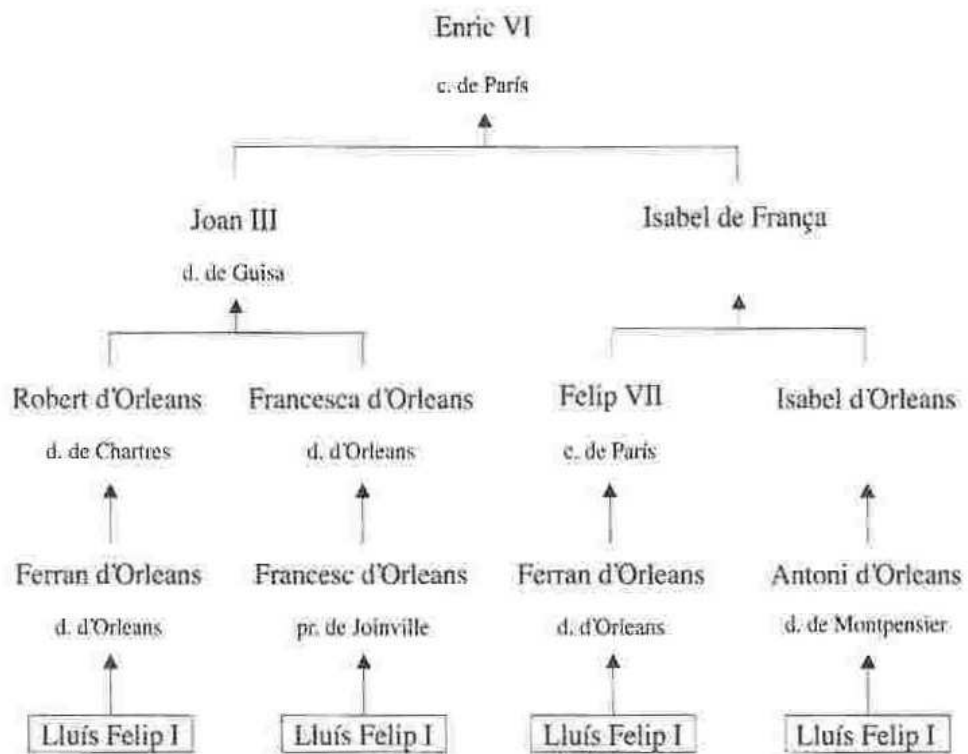 Enric VI
c. de París
Joan III
Isabel de França
d. de Guisa
Robert d'Orleans
Francesca d'Orleans
Felip VII
Isabel d'Orleans
d. de Chartres
d. d'Orleans
c. de París
Ferran d'Orleans
Francesc d'Orleans
Ferran d'Orleans
Antoni d'Orleans
d. d'Orleans
pr. de Joinville
d. d'Orleans
d. de Montpensier
Lluís Felip I
Lluís Felip I
Lluís Felip I
Lluís Felip I